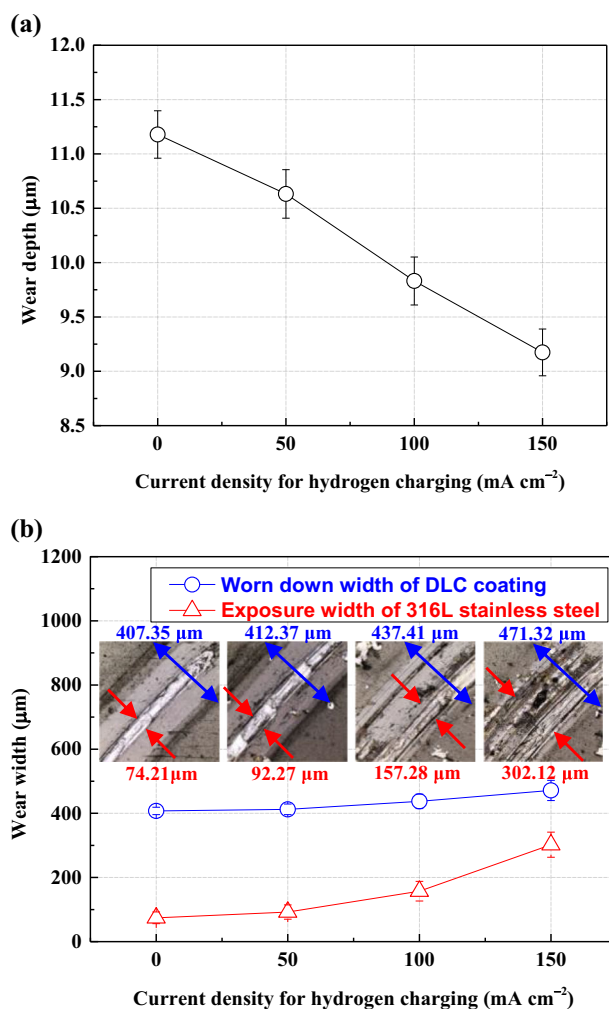 (a)
12.0
11.5
11.0
10.5
10.0
9.5
9.0
8.5
Wear depth (μm)
0 50 100 150
Current density for hydrogen charging (mA cm⁻²)
(b)
1200
1000
800
600
400
200
0
Wear width (μm)
Worn down width of DLC coating
Exposure width of 316L stainless steel
407.35 μm 412.37 μm 437.41 μm 471.32 μm
74.21μm 92.27 μm 157.28 μm 302.12 μm
0 50 100 150
Current density for hydrogen charging (mA cm⁻²)